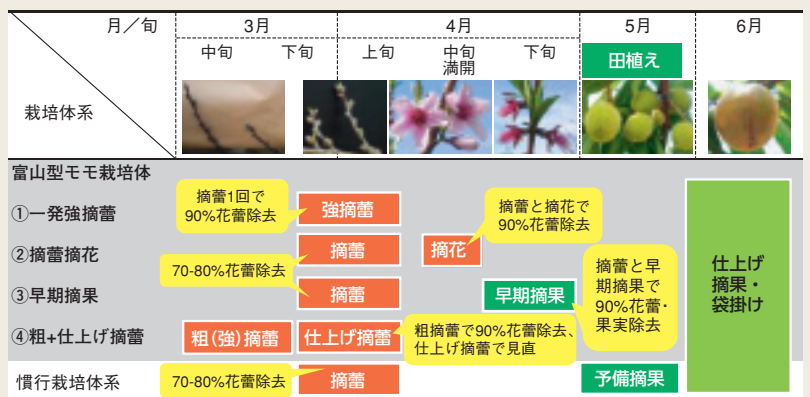 月／旬
3月
4月
5月
6月
中旬
下旬
上旬
中旬
満開
下旬
田植え
栽培体系
富山型モモ栽培体
①一発強摘蕾
摘蕾1回で
90%花蕾除去
強摘蕾
摘蕾と摘花で
90%花蕾除去
②摘蕾摘花
70-80%花蕾除去
摘蕾
摘花
③早期摘果
摘蕾
早期摘果
摘蕾と早
期摘果で
90%花蕾・
果実除去
④粗+仕上げ摘蕾
粗（強）摘蕾
仕上げ摘蕾
粗摘蕾で90%花蕾除去、
仕上げ摘蕾で見直
仕上げ
摘果・
袋掛け
慣行栽培体系
70-80%花蕾除去
摘蕾
予備摘果